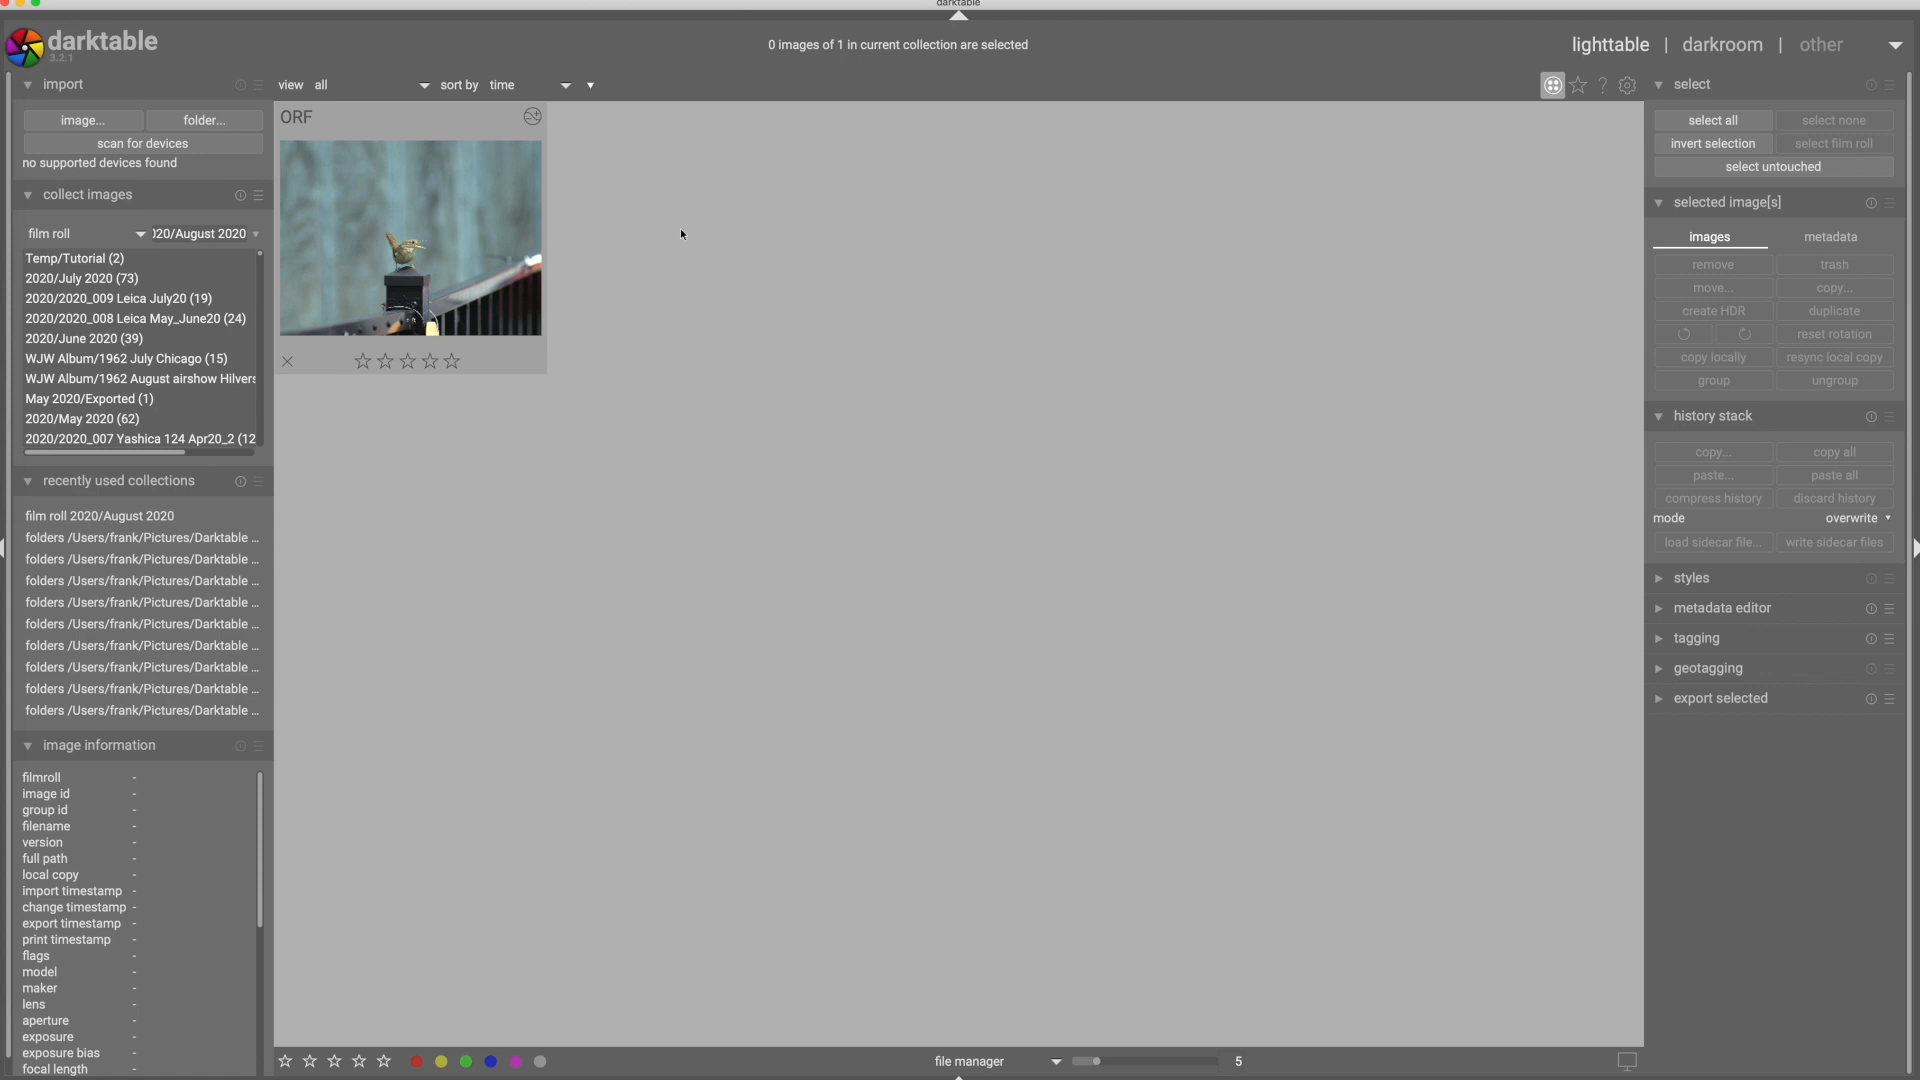 darktable
darktable
3.2.1
0 images of 1 in current collection are selected
lighttable | darkroom | other
import
view all sort by time
select
image... folder...
scan for devices
no supported devices found
select all select none
invert selection select film roll
select untouched
collect images
film roll )20/August 2020
Temp/Tutorial (2)
2020/July 2020 (73)
2020/2020_009 Leica July20 (19)
2020/2020_008 Leica May_June20 (24)
2020/June 2020 (39)
WJW Album/1962 July Chicago (15)
WJW Album/1962 August airshow Hilvers
May 2020/Exported (1)
2020/May 2020 (62)
2020/2020_007 Yashica 124 Apr20_2 (12
ORF
selected image[s]
images metadata
remove trash
move... copy...
create HDR duplicate
reset rotation
copy locally resync local copy
group ungroup
history stack
copy... copy all
paste... paste all
compress history discard history
mode overwrite
load sidecar file... write sidecar files
styles
metadata editor
tagging
geotagging
export selected
recently used collections
film roll 2020/August 2020
folders /Users/frank/Pictures/Darktable ...
folders /Users/frank/Pictures/Darktable ...
folders /Users/frank/Pictures/Darktable ...
folders /Users/frank/Pictures/Darktable ...
folders /Users/frank/Pictures/Darktable ...
folders /Users/frank/Pictures/Darktable ...
folders /Users/frank/Pictures/Darktable ...
folders /Users/frank/Pictures/Darktable ...
folders /Users/frank/Pictures/Darktable ...
image information
filmroll -
image id -
group id -
filename -
version -
full path -
local copy -
import timestamp -
change timestamp -
export timestamp -
print timestamp -
flags -
model -
maker -
lens -
aperture -
exposure -
exposure bias -
focal length -
file manager 5